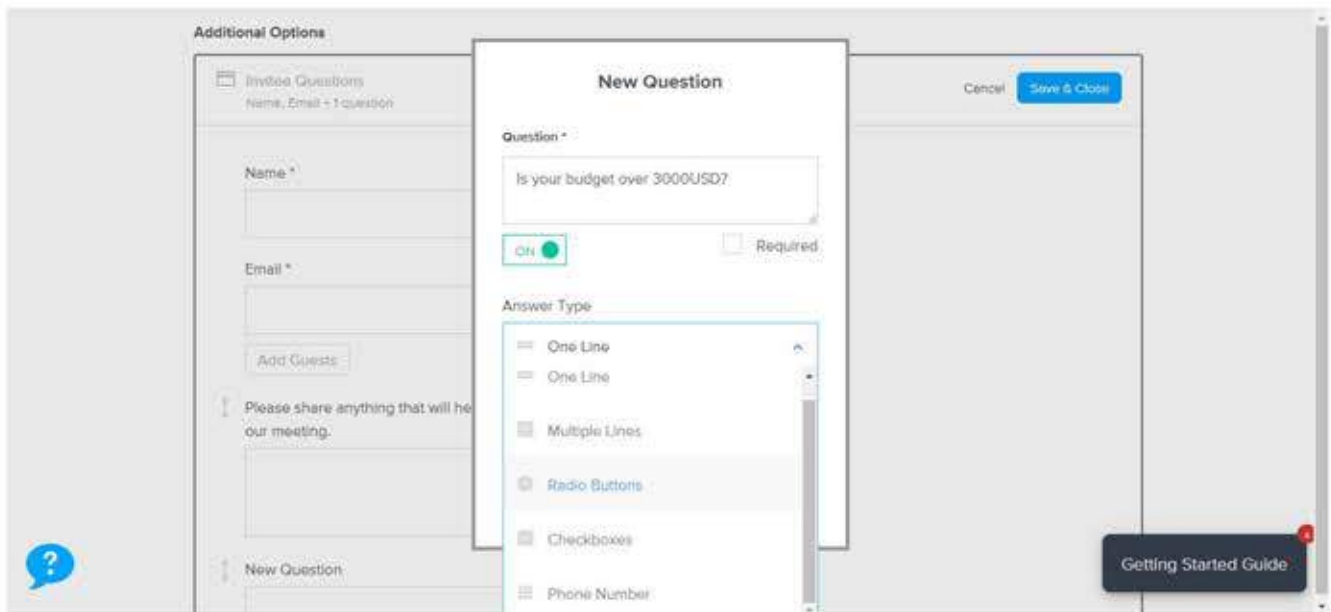 Additional Options
Invitee Questions
Name, Email + 1 question
Cancel
Save & Close
Name *
Email *
Add Guests
Please share anything that will he
our meeting.
New Question
New Question
Question *
Is your budget over 3000USD?
ON
Required
Answer Type
One Line
One Line
Multiple Lines
Radio Buttons
Checkboxes
Phone Number
?
4
Getting Started Guide